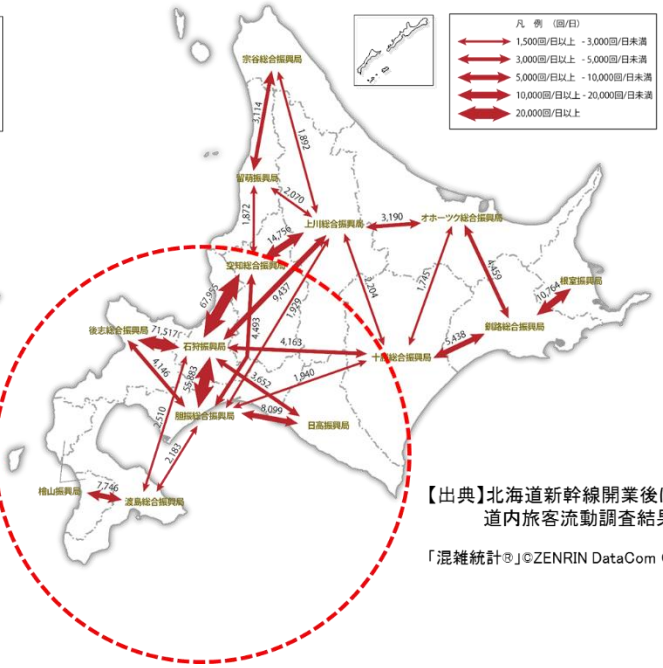 凡 例 (回/日)
1,500回/日以上 - 3,000回/日未満
3,000回/日以上 - 5,000回/日未満
5,000回/日以上 - 10,000回/日未満
10,000回/日以上 - 20,000回/日未満
20,000回/日以上
宗谷総合振興局
3,114
1,892
留萌振興局
2,070
1,872
上川総合振興局
3,190
オホーツク総合振興局
14,756
空知総合振興局
67,955
9,437
1,929
4,493
2,204
1,745
4,459
根室振興局
10,764
釧路総合振興局
5,438
後志総合振興局
71,517
石狩振興局
4,163
十勝総合振興局
4,146
55,883
3,652
1,940
2,510
胆振総合振興局
8,099
日高振興局
2,183
檜山振興局
7,746
渡島総合振興局
【出典】北海道新幹線開業後
道内旅客流動調査結果
「混雑統計®」©ZENRIN DataCom